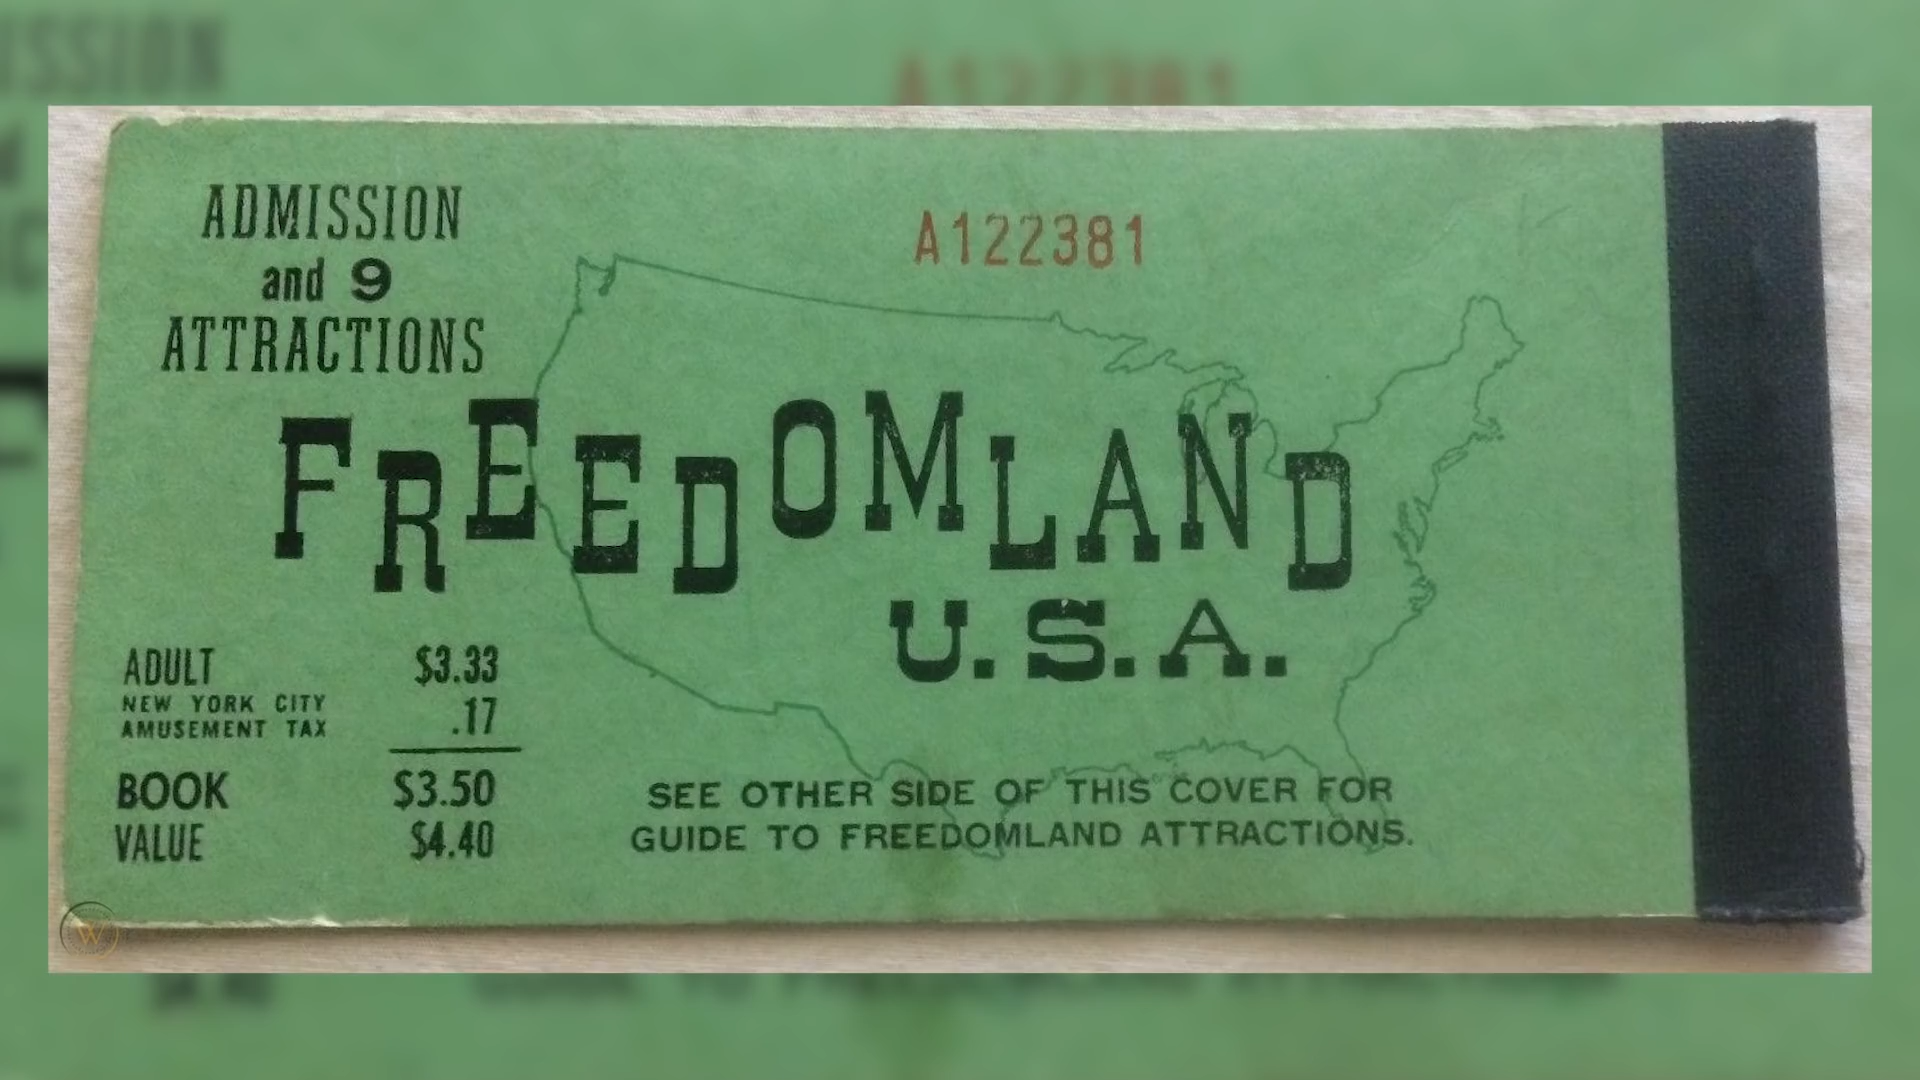 ADMISSION
and 9
ATTRACTIONS
A122381
FREEDOMLAND
U.S.A.
ADULT $3.33
NEW YORK CITY
AMUSEMENT TAX .17
BOOK $3.50
VALUE $4.40
SEE OTHER SIDE OF THIS COVER FOR
GUIDE TO FREEDOMLAND ATTRACTIONS.
W